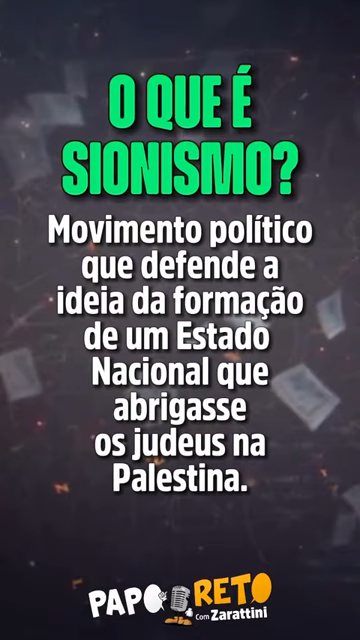 O QUE É
SIONISMO?
Movimento político
que defende a
ideia da formação
de um Estado
Nacional que
abrigasse
os judeus na
Palestina.
PAPO RETO
Com Zarattini